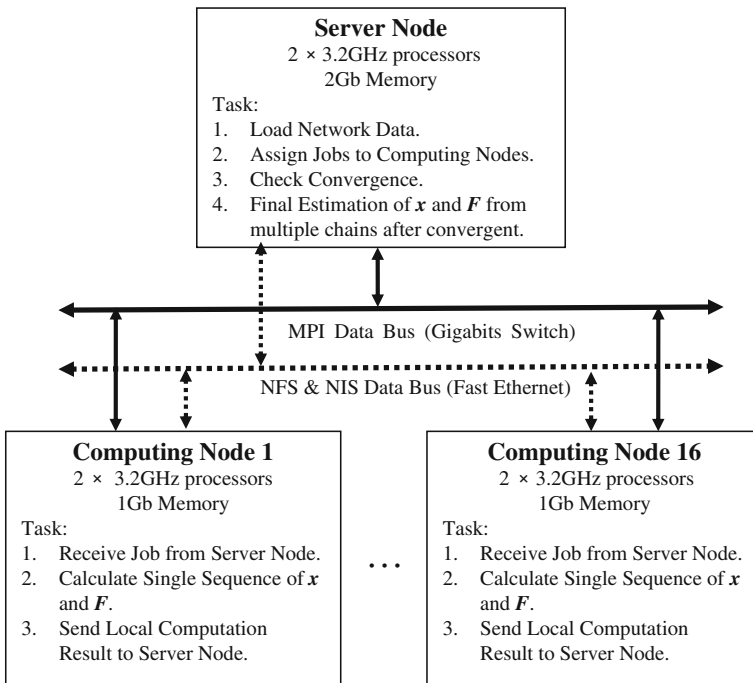 Server Node
2 × 3.2GHz processors
2Gb Memory
Task:
1. Load Network Data.
2. Assign Jobs to Computing Nodes.
3. Check Convergence.
4. Final Estimation of x and F from
multiple chains after convergent.
MPI Data Bus (Gigabits Switch)
NFS & NIS Data Bus (Fast Ethernet)
Computing Node 1
2 × 3.2GHz processors
1Gb Memory
Task:
1. Receive Job from Server Node.
2. Calculate Single Sequence of x
and F.
3. Send Local Computation
Result to Server Node.
...
Computing Node 16
2 × 3.2GHz processors
1Gb Memory
Task:
1. Receive Job from Server Node.
2. Calculate Single Sequence of x
and F.
3. Send Local Computation
Result to Server Node.